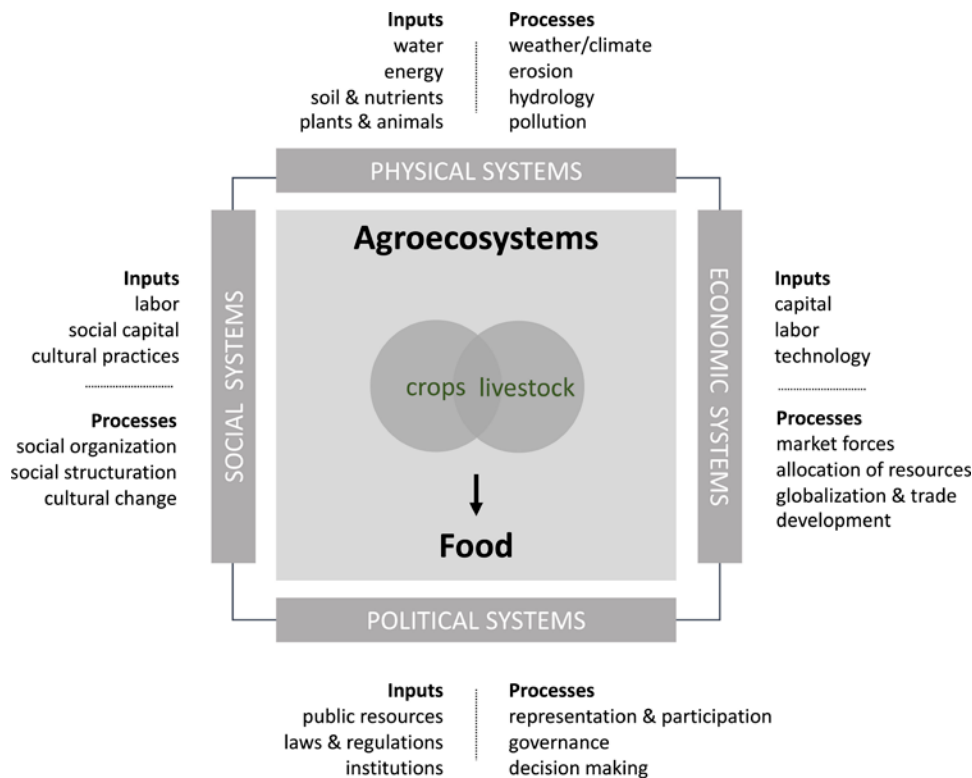 Inputs
water
energy
soil & nutrients
plants & animals
Processes
weather/climate
erosion
hydrology
pollution
PHYSICAL SYSTEMS
Inputs
labor
social capital
cultural practices
Processes
social organization
social structuration
cultural change
SOCIAL SYSTEMS
Agroecosystems
crops
livestock
Food
ECONOMIC SYSTEMS
Inputs
capital
labor
technology
Processes
market forces
allocation of resources
globalization & trade
development
POLITICAL SYSTEMS
Inputs
public resources
laws & regulations
institutions
Processes
representation & participation
governance
decision making